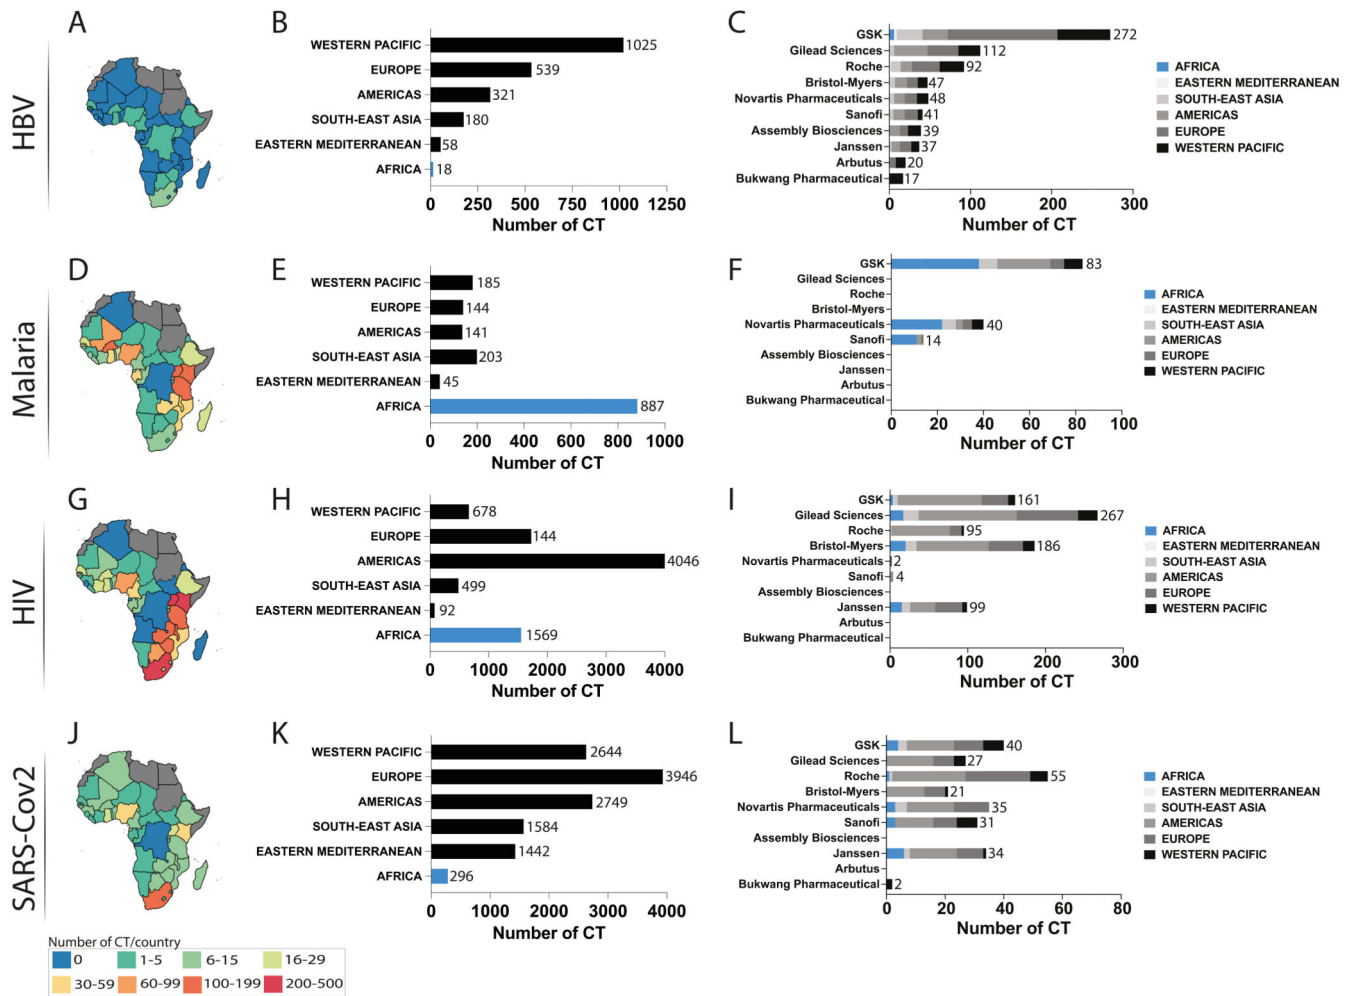 A
B
C
HBV
WESTERN PACIFIC 1025
EUROPE 539
AMERICAS 321
SOUTH-EAST ASIA 180
EASTERN MEDITERRANEAN 58
AFRICA 18
0 250 500 750 1000 1250
Number of CT
GSK 272
Gilead Sciences 112
Roche 92
Bristol-Myers 47
Novartis Pharmaceuticals 48
Sanofi 41
Assembly Biosciences 39
Janssen 37
Arbutus 20
Bukwang Pharmaceutical 17
0 100 200 300
Number of CT
AFRICA
EASTERN MEDITERRANEAN
SOUTH-EAST ASIA
AMERICAS
EUROPE
WESTERN PACIFIC
D
E
F
Malaria
WESTERN PACIFIC 185
EUROPE 144
AMERICAS 141
SOUTH-EAST ASIA 203
EASTERN MEDITERRANEAN 45
AFRICA 887
0 200 400 600 800 1000
Number of CT
GSK 83
Gilead Sciences
Roche
Bristol-Myers
Novartis Pharmaceuticals 40
Sanofi 14
Assembly Biosciences
Janssen
Arbutus
Bukwang Pharmaceutical
0 20 40 60 80 100
Number of CT
AFRICA
EASTERN MEDITERRANEAN
SOUTH-EAST ASIA
AMERICAS
EUROPE
WESTERN PACIFIC
G
H
I
HIV
WESTERN PACIFIC 678
EUROPE 144
AMERICAS 4046
SOUTH-EAST ASIA 499
EASTERN MEDITERRANEAN 92
AFRICA 1569
0 1000 2000 3000 4000
Number of CT
GSK 161
Gilead Sciences 267
Roche 95
Bristol-Myers 186
Novartis Pharmaceuticals 2
Sanofi 4
Assembly Biosciences
Janssen 99
Arbutus
Bukwang Pharmaceutical
0 100 200 300
Number of CT
AFRICA
EASTERN MEDITERRANEAN
SOUTH-EAST ASIA
AMERICAS
EUROPE
WESTERN PACIFIC
J
K
L
SARS-Cov2
WESTERN PACIFIC 2644
EUROPE 3946
AMERICAS 2749
SOUTH-EAST ASIA 1584
EASTERN MEDITERRANEAN 1442
AFRICA 296
0 1000 2000 3000 4000
Number of CT
GSK 40
Gilead Sciences 27
Roche 55
Bristol-Myers 21
Novartis Pharmaceuticals 35
Sanofi 31
Assembly Biosciences
Janssen 34
Arbutus
Bukwang Pharmaceutical 2
0 20 40 60 80
Number of CT
AFRICA
EASTERN MEDITERRANEAN
SOUTH-EAST ASIA
AMERICAS
EUROPE
WESTERN PACIFIC
Number of CT/country
0 1-5 6-15 16-29
30-59 60-99 100-199 200-500